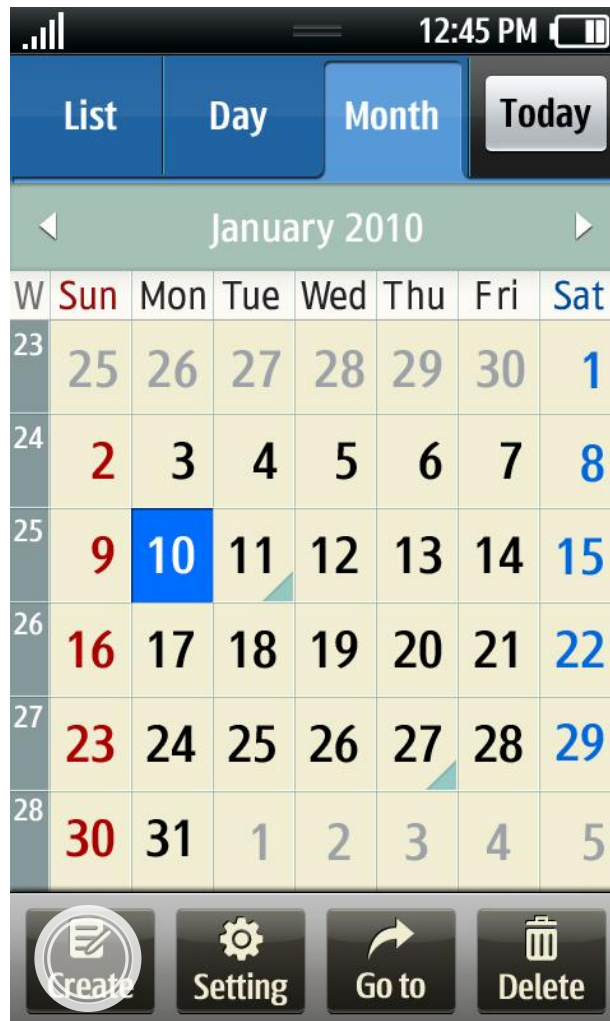 12:45 PM
List Day Month Today
January 2010
W Sun Mon Tue Wed Thu Fri Sat
23 25 26 27 28 29 30 1
24 2 3 4 5 6 7 8
25 9 10 11 12 13 14 15
26 16 17 18 19 20 21 22
27 23 24 25 26 27 28 29
28 30 31 1 2 3 4 5
Create Setting Go to Delete